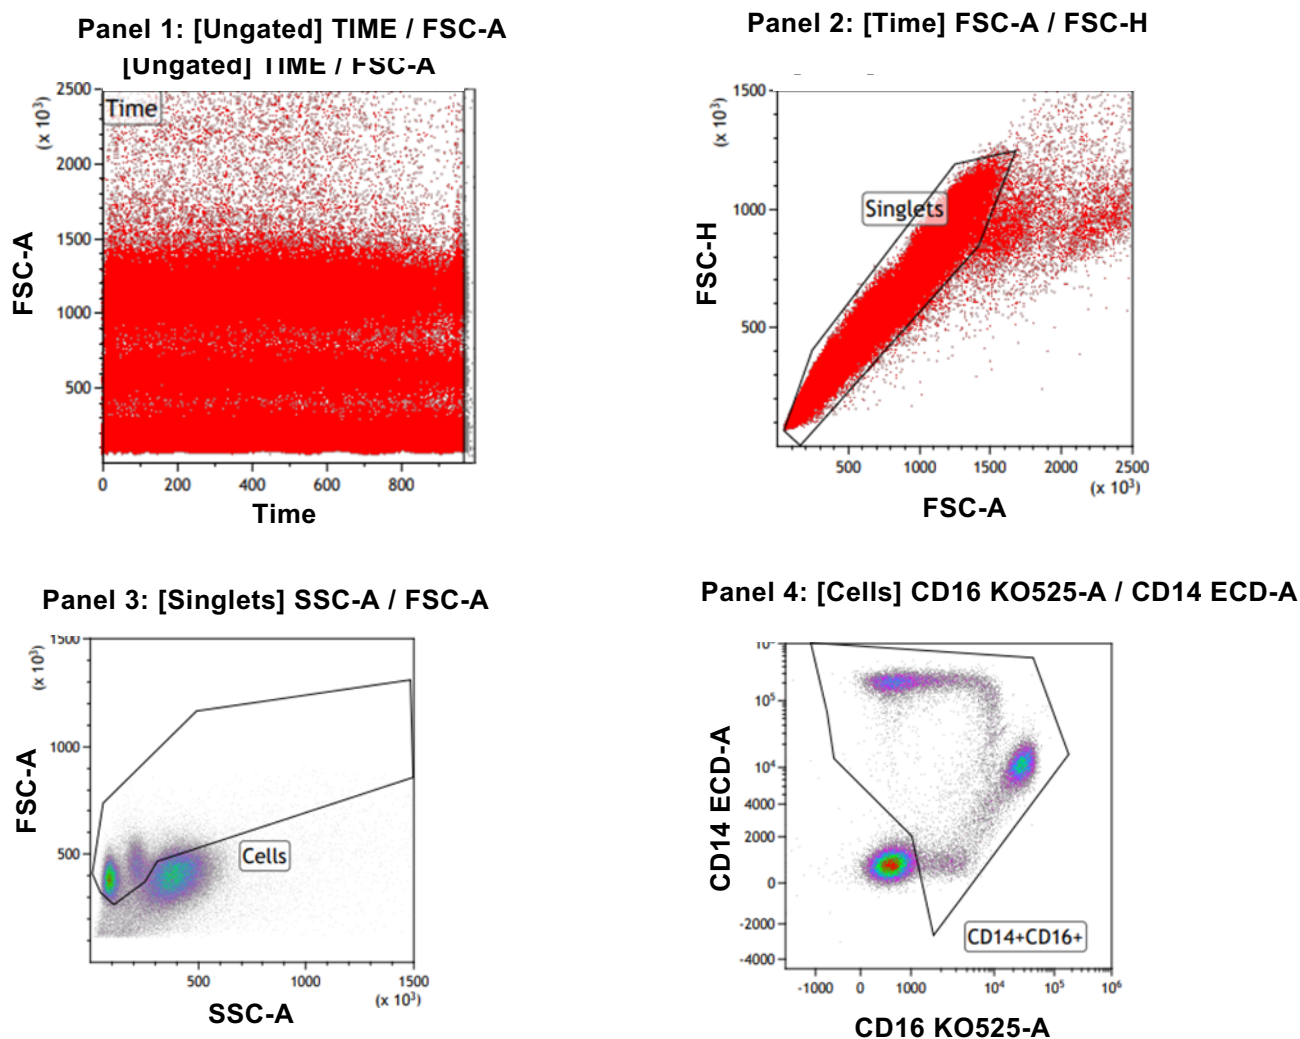 Panel 1: [Ungated] TIME / FSC-A
[Ungated] TIME / FSC-A
2500
(x 10³)
Time
2000
1500
1000
500
FSC-A
0 200 400 600 800
Time
Panel 2: [Time] FSC-A / FSC-H
1500
(x 10³)
Singlets
1000
500
FSC-H
500 1000 1500 2000 2500
(x 10³)
FSC-A
Panel 3: [Singlets] SSC-A / FSC-A
1500
(x 10³)
1000
500
FSC-A
Cells
500 1000 1500
(x 10³)
SSC-A
Panel 4: [Cells] CD16 KO525-A / CD14 ECD-A
10⁵
10⁴
4000
2000
0
-2000
-4000
CD14 ECD-A
CD14+CD16+
-1000 0 1000 10⁴ 10⁵ 10⁶
CD16 KO525-A